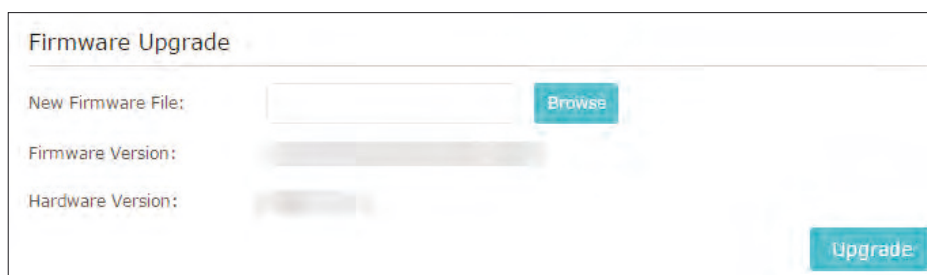 Firmware Upgrade
New Firmware File: Browse
Firmware Version:
Hardware Version:
Upgrade